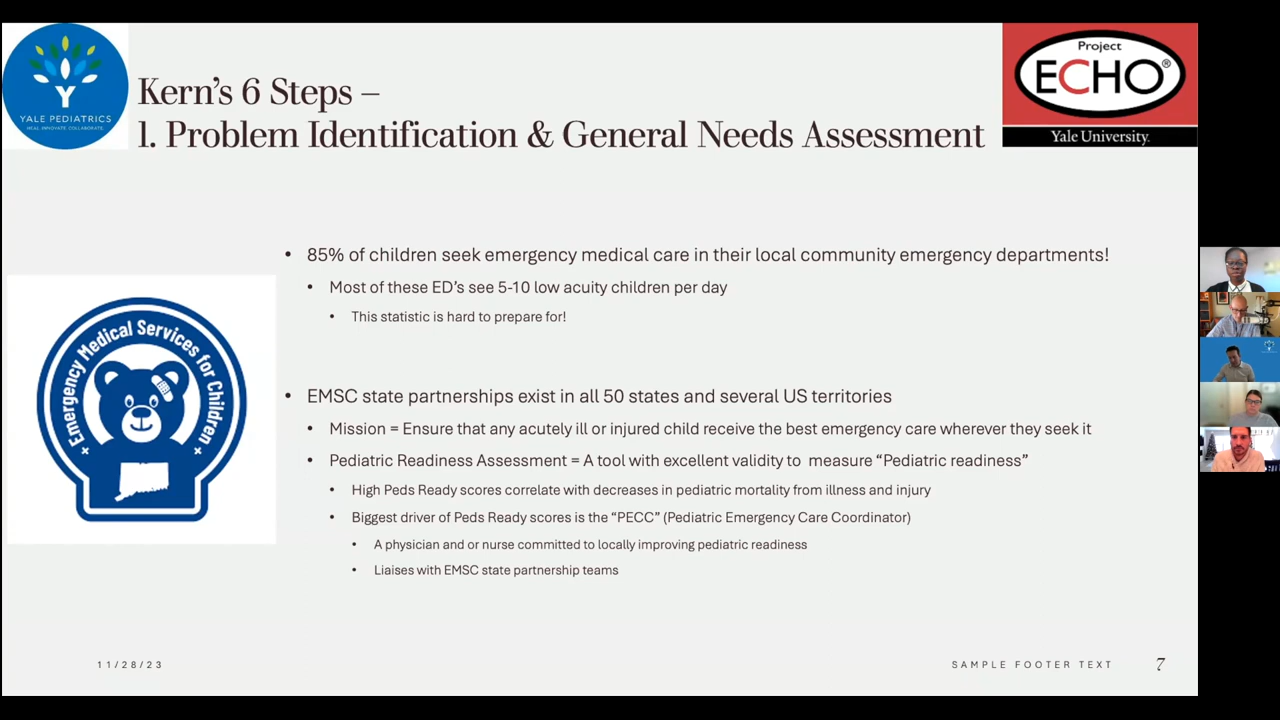 YALE PEDIATRICS
HEAL. INNOVATE. COLLABORATE.
Kern's 6 Steps –
1. Problem Identification & General Needs Assessment
Project
ECHO®
Yale University.
• 85% of children seek emergency medical care in their local community emergency departments!
• Most of these ED's see 5-10 low acuity children per day
• This statistic is hard to prepare for!
Emergency Medical Services for Children
• EMSC state partnerships exist in all 50 states and several US territories
• Mission = Ensure that any acutely ill or injured child receive the best emergency care wherever they seek it
• Pediatric Readiness Assessment = A tool with excellent validity to measure “Pediatric readiness”
• High Peds Ready scores correlate with decreases in pediatric mortality from illness and injury
• Biggest driver of Peds Ready scores is the “PECC” (Pediatric Emergency Care Coordinator)
• A physician and or nurse committed to locally improving pediatric readiness
• Liaises with EMSC state partnership teams
11/28/23
SAMPLE FOOTER TEXT
7